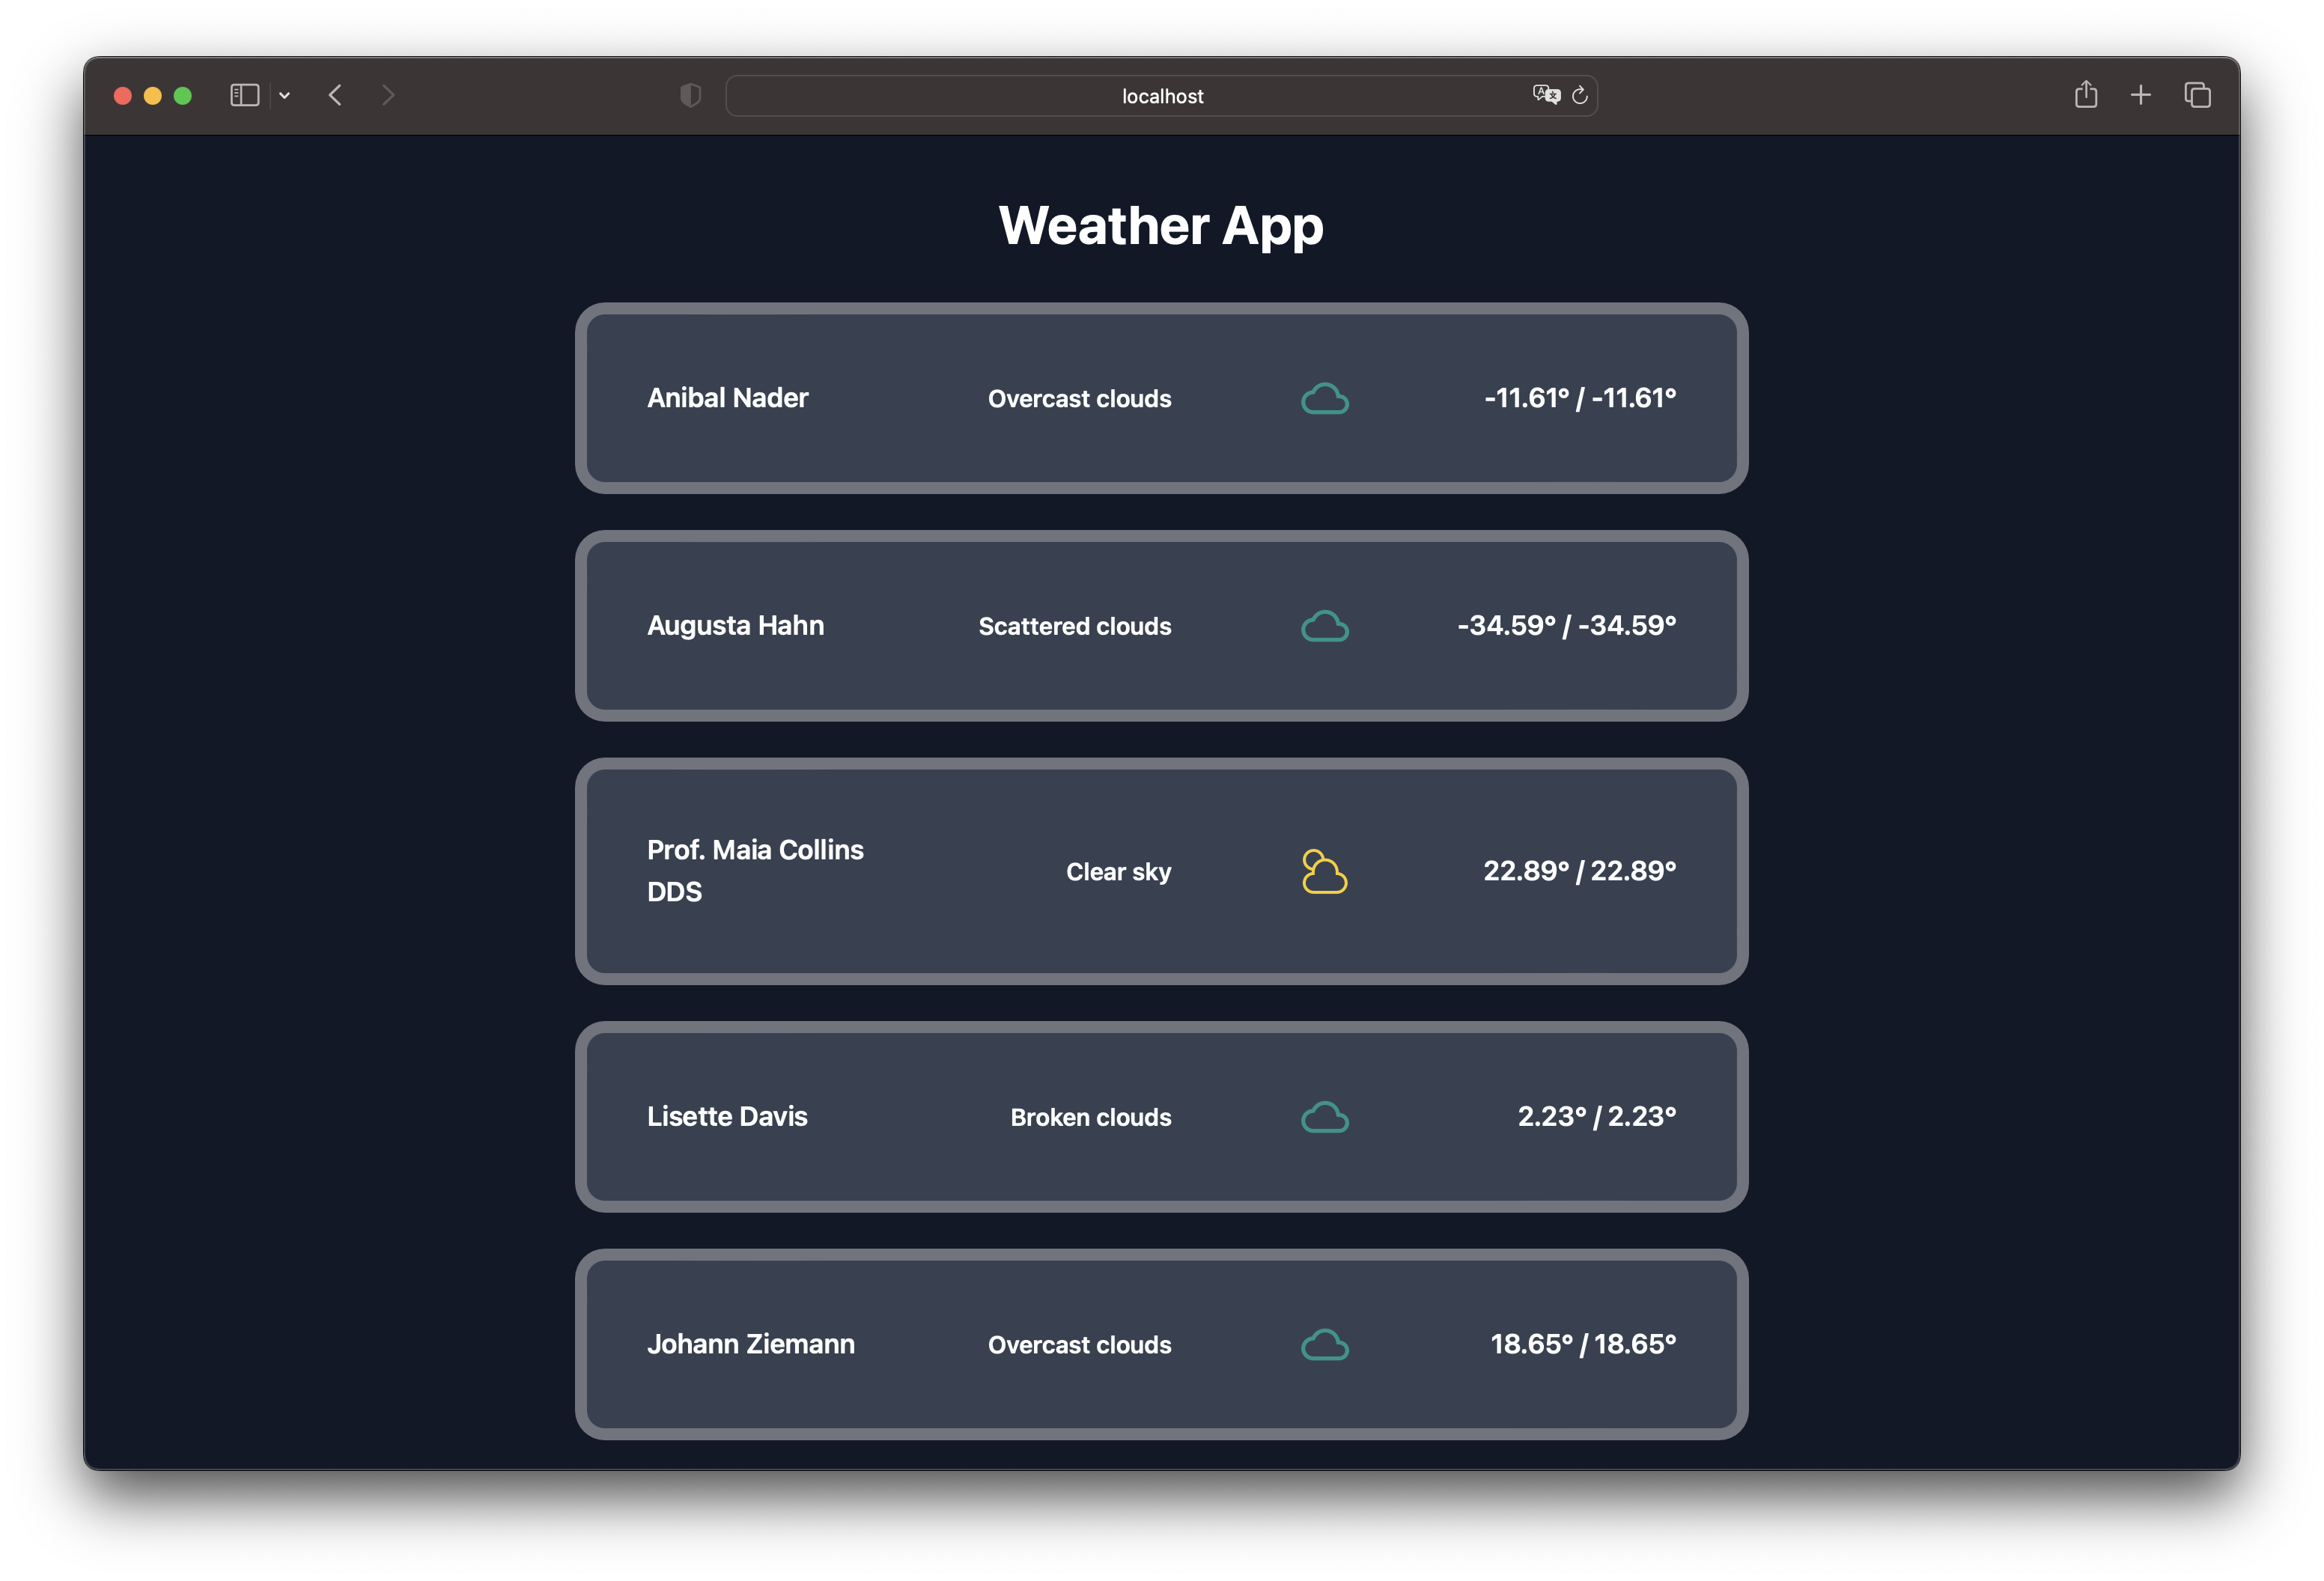 localhost
Weather App
Anibal Nader Overcast clouds -11.61° / -11.61°
Augusta Hahn Scattered clouds -34.59° / -34.59°
Prof. Maia Collins
DDS
Clear sky 22.89° / 22.89°
Lisette Davis Broken clouds 2.23° / 2.23°
Johann Ziemann Overcast clouds 18.65° / 18.65°